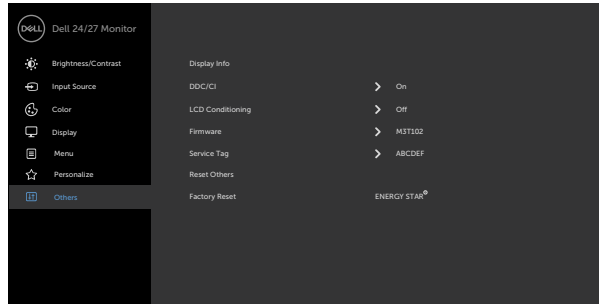 DELL Dell 24/27 Monitor
Brightness/Contrast Display Info
Input Source DDC/CI On
Color LCD Conditioning Off
Display Firmware M3T102
Menu Service Tag ABCDEF
Personalize Reset Others
Others Factory Reset ENERGY STAR®